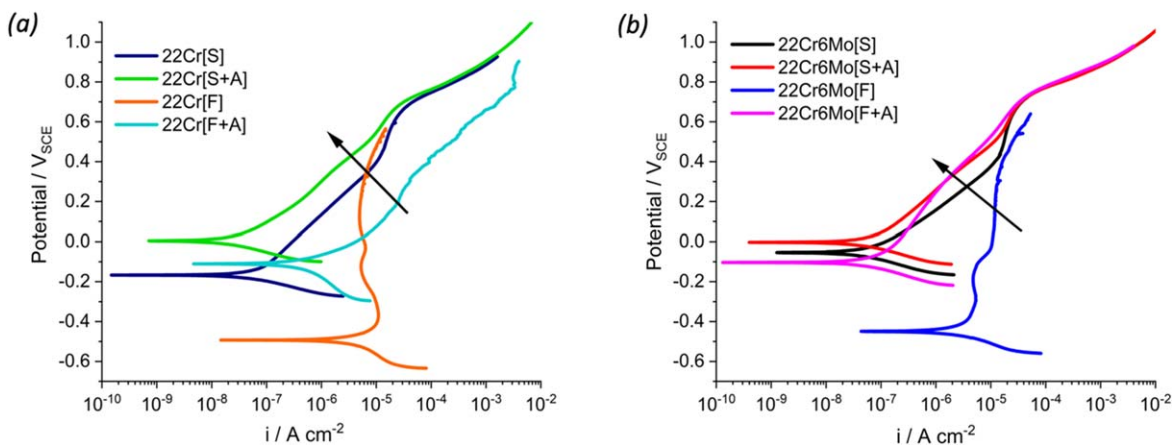 (a)
22Cr[S]
22Cr[S+A]
22Cr[F]
22Cr[F+A]
Potential / V_SCE
1.0
0.8
0.6
0.4
0.2
0.0
-0.2
-0.4
-0.6
10^-10 10^-9 10^-8 10^-7 10^-6 10^-5 10^-4 10^-3 10^-2
i / A cm^-2
(b)
22Cr6Mo[S]
22Cr6Mo[S+A]
22Cr6Mo[F]
22Cr6Mo[F+A]
Potential / V_SCE
1.0
0.8
0.6
0.4
0.2
0.0
-0.2
-0.4
-0.6
10^-10 10^-9 10^-8 10^-7 10^-6 10^-5 10^-4 10^-3 10^-2
i / A cm^-2